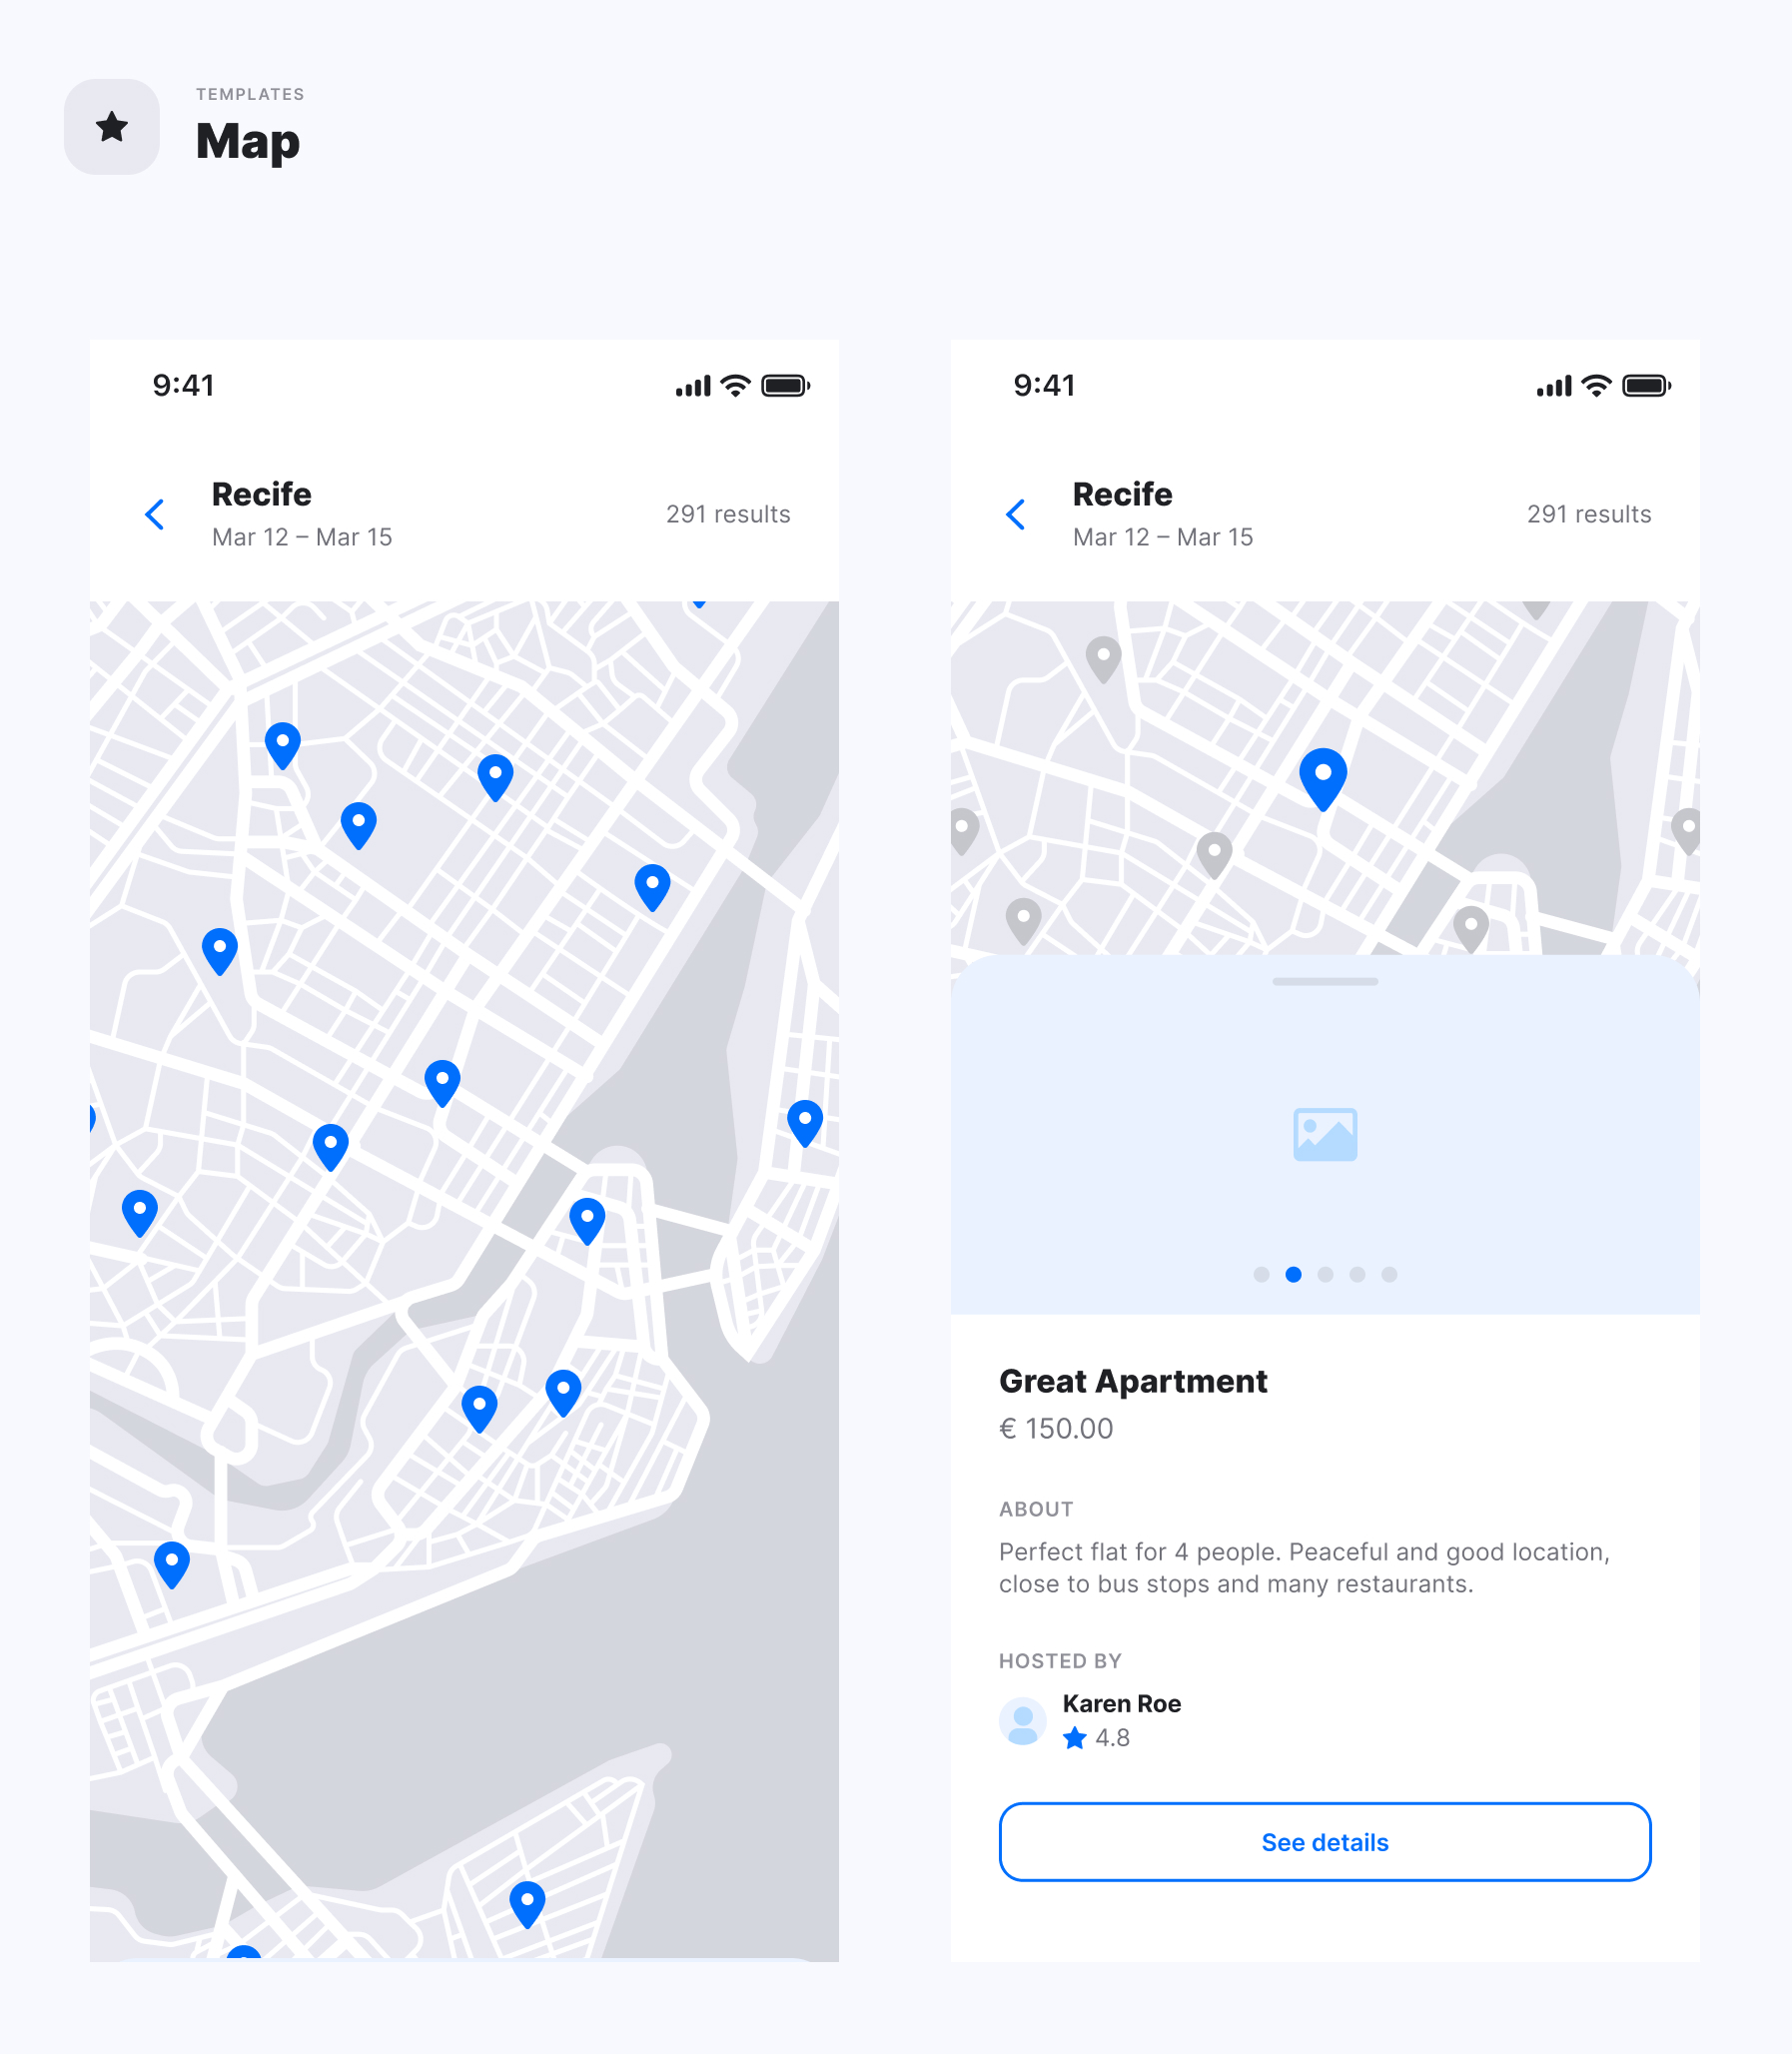 TEMPLATES
Map
9:41
Recife
Mar 12 – Mar 15
291 results
9:41
Recife
Mar 12 – Mar 15
291 results
Great Apartment
€ 150.00
ABOUT
Perfect flat for 4 people. Peaceful and good location,
close to bus stops and many restaurants.
HOSTED BY
Karen Roe
4.8
See details